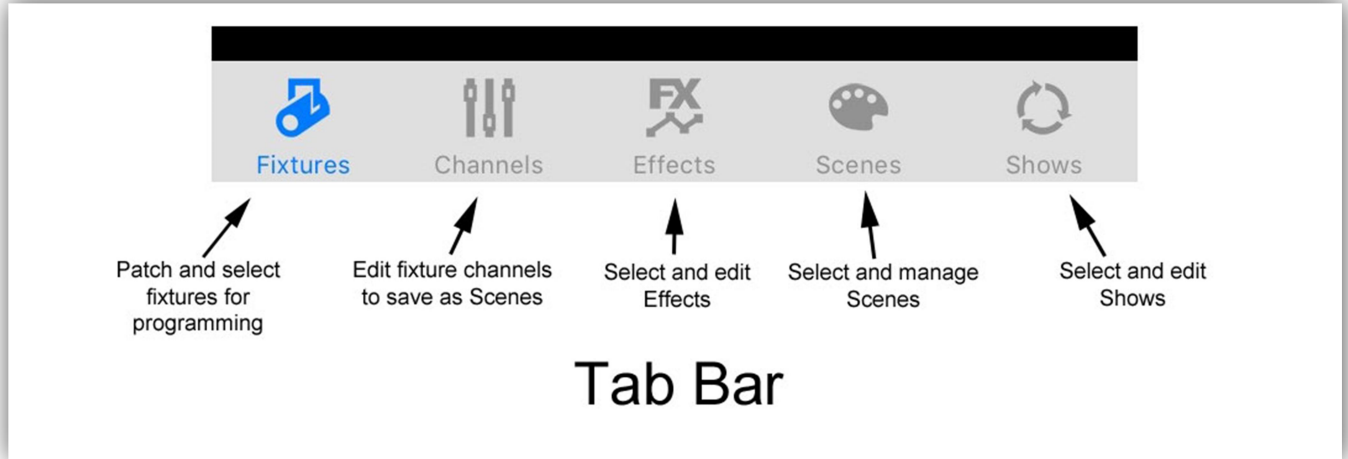 FX
Fixtures
Channels
Effects
Scenes
Shows
Patch and select
fixtures for
programming
Edit fixture channels
to save as Scenes
Select and edit
Effects
Select and manage
Scenes
Select and edit
Shows
Tab Bar